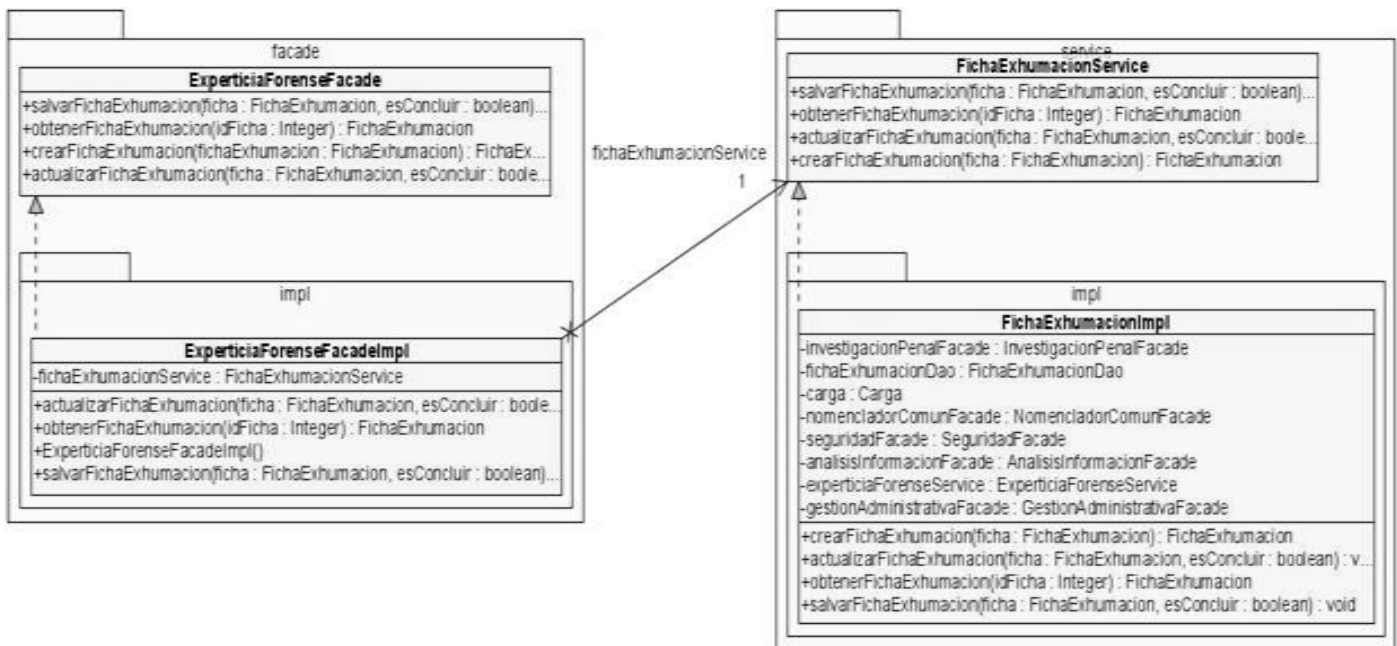 facade
ExperticiaForenseFacade
+salvarFichaExhumacion(ficha : FichaExhumacion, esConcluir : boolean)...
+obtenerFichaExhumacion(idFicha : Integer) : FichaExhumacion
+crearFichaExhumacion(fichaExhumacion : FichaExhumacion) : FichaEx...
+actualizarFichaExhumacion(ficha : FichaExhumacion, esConcluir : boole...
impl
ExperticiaForenseFacadeImpl
-fichaExhumacionService : FichaExhumacionService
+actualizarFichaExhumacion(ficha : FichaExhumacion, esConcluir : boole...
+obtenerFichaExhumacion(idFicha : Integer) : FichaExhumacion
+ExperticiaForenseFacadeImpl()
+salvarFichaExhumacion(ficha : FichaExhumacion, esConcluir : boolean)...
fichaExhumacionService
1
service
FichaExhumacionService
+salvarFichaExhumacion(ficha : FichaExhumacion, esConcluir : boolean)...
+obtenerFichaExhumacion(idFicha : Integer) : FichaExhumacion
+actualizarFichaExhumacion(ficha : FichaExhumacion, esConcluir : boole...
+crearFichaExhumacion(ficha : FichaExhumacion) : FichaExhumacion
impl
FichaExhumacionImpl
-investigacionPenalFacade : InvestigacionPenalFacade
-fichaExhumacionDao : FichaExhumacionDao
-carga : Carga
-nomencladorComunFacade : NomencladorComunFacade
-seguridadFacade : SeguridadFacade
-analisisInformacionFacade : AnalisisInformacionFacade
-experticiaForenseService : ExperticiaForenseService
-gestionAdministrativaFacade : GestionAdministrativaFacade
+crearFichaExhumacion(ficha : FichaExhumacion) : FichaExhumacion
+actualizarFichaExhumacion(ficha : FichaExhumacion, esConcluir : boolean) : v...
+obtenerFichaExhumacion(idFicha : Integer) : FichaExhumacion
+salvarFichaExhumacion(ficha : FichaExhumacion, esConcluir : boolean) : void